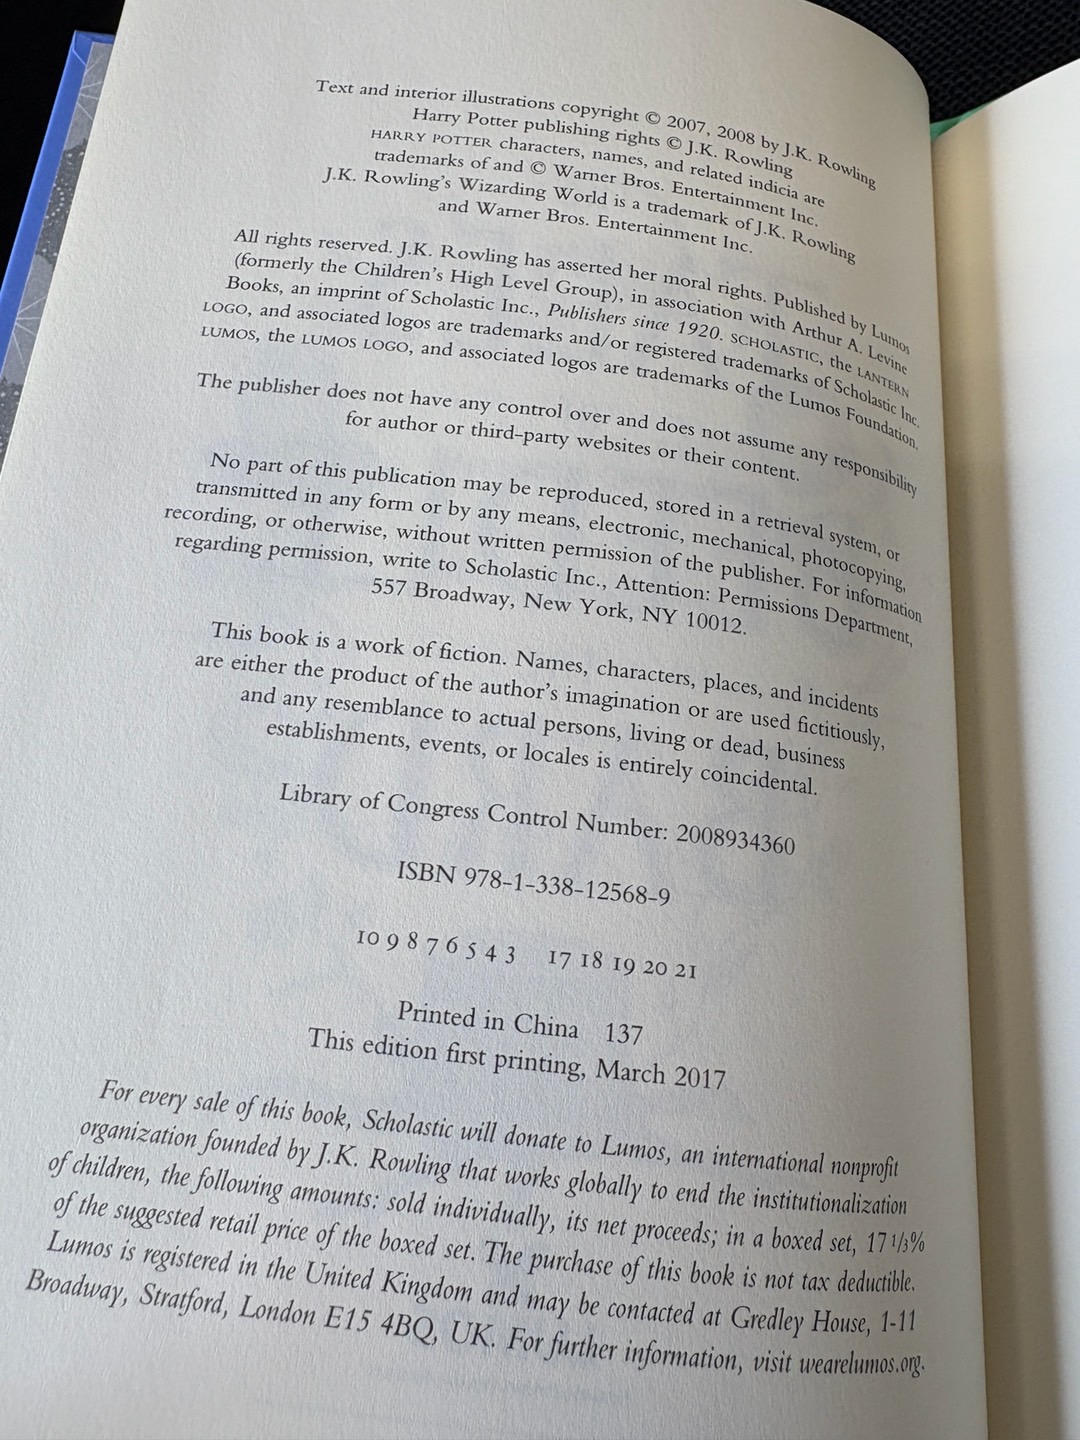 Text and interior illustrations copyright © 2007, 2008 by J.K. Rowling
Harry Potter publishing rights © J.K. Rowling
HARRY POTTER characters, names, and related indicia are
trademarks of and © Warner Bros. Entertainment Inc.
J.K. Rowling's Wizarding World is a trademark of J.K. Rowling
and Warner Bros. Entertainment Inc.
All rights reserved. J.K. Rowling has asserted her moral rights. Published by Lumos
(formerly the Children's High Level Group), in association with Arthur A. Levine
Books, an imprint of Scholastic Inc., Publishers since 1920. SCHOLASTIC, the LANTERN
LOGO, and associated logos are trademarks and/or registered trademarks of Scholastic Inc.
LUMOS, the LUMOS LOGO, and associated logos are trademarks of the Lumos Foundation.
The publisher does not have any control over and does not assume any responsibility
for author or third-party websites or their content.
No part of this publication may be reproduced, stored in a retrieval system, or
transmitted in any form or by any means, electronic, mechanical, photocopying,
recording, or otherwise, without written permission of the publisher. For information
regarding permission, write to Scholastic Inc., Attention: Permissions Department,
557 Broadway, New York, NY 10012.
This book is a work of fiction. Names, characters, places, and incidents
are either the product of the author's imagination or are used fictitiously,
and any resemblance to actual persons, living or dead, business
establishments, events, or locales is entirely coincidental.
Library of Congress Control Number: 2008934360
ISBN 978-1-338-12568-9
10 9 8 7 6 5 4 3 17 18 19 20 21
Printed in China 137
This edition first printing, March 2017
For every sale of this book, Scholastic will donate to Lumos, an international nonprofit
organization founded by J.K. Rowling that works globally to end the institutionalization
of children, the following amounts: sold individually, its net proceeds; in a boxed set, 17 1/3%
of the suggested retail price of the boxed set. The purchase of this book is not tax deductible.
Lumos is registered in the United Kingdom and may be contacted at Gredley House, 1-11
Broadway, Stratford, London E15 4BQ, UK. For further information, visit wearelumos.org.